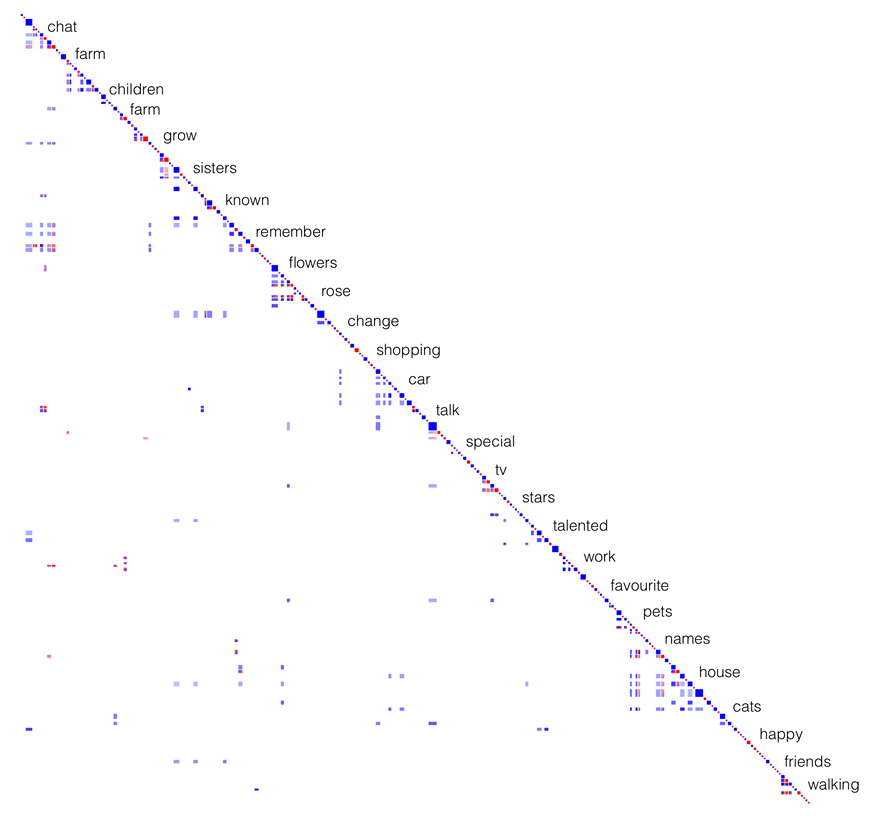 chat
farm
children
farm
grow
sisters
known
remember
flowers
rose
change
shopping
car
talk
special
tv
stars
talented
work
favourite
pets
names
house
cats
happy
friends
walking